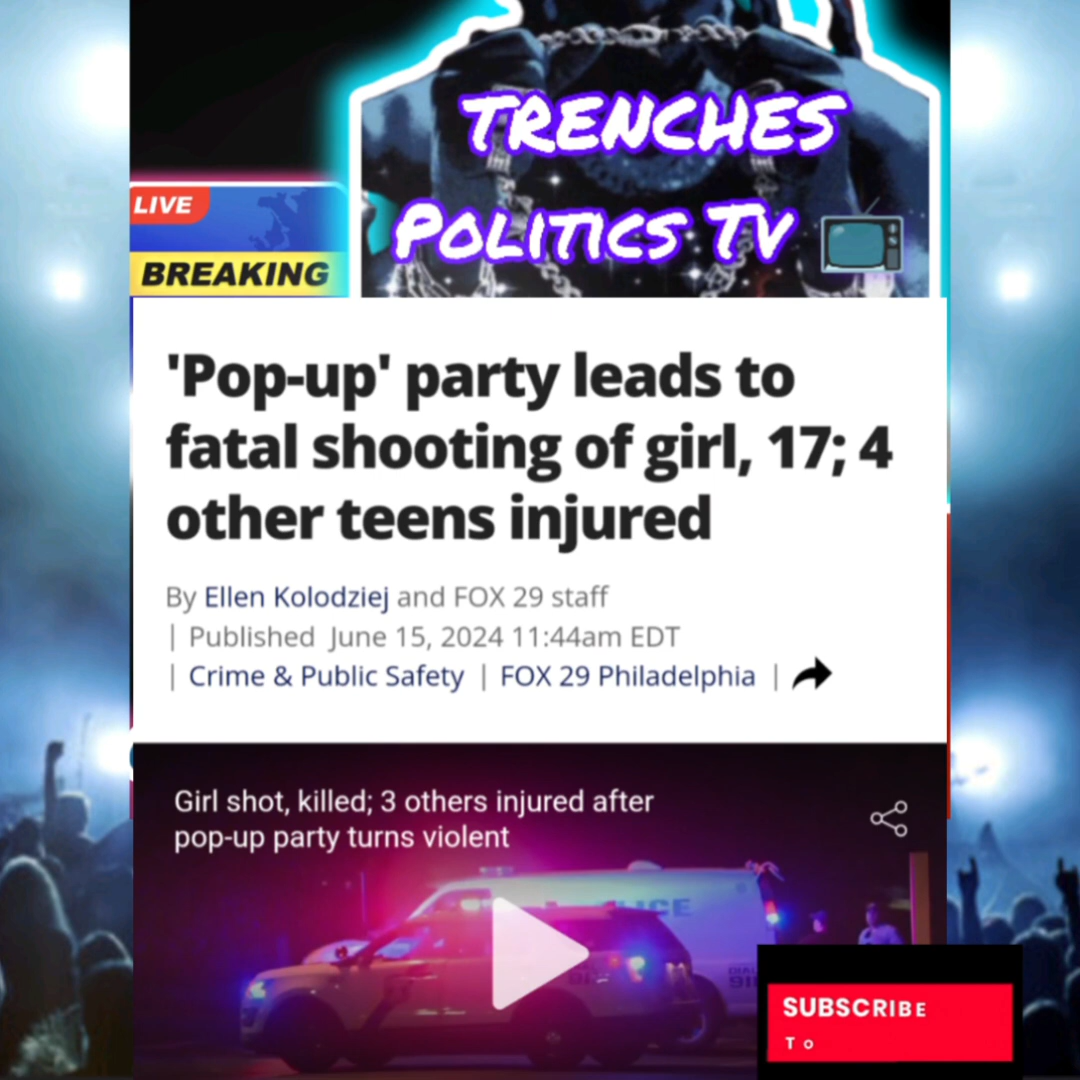 TRENCHES
POLITICS TV
LIVE
BREAKING
'Pop-up' party leads to
fatal shooting of girl, 17; 4
other teens injured
By Ellen Kolodziej and FOX 29 staff
| Published June 15, 2024 11:44am EDT
| Crime & Public Safety | FOX 29 Philadelphia |
Girl shot, killed; 3 others injured after
pop-up party turns violent
SUBSCRIBE
TO